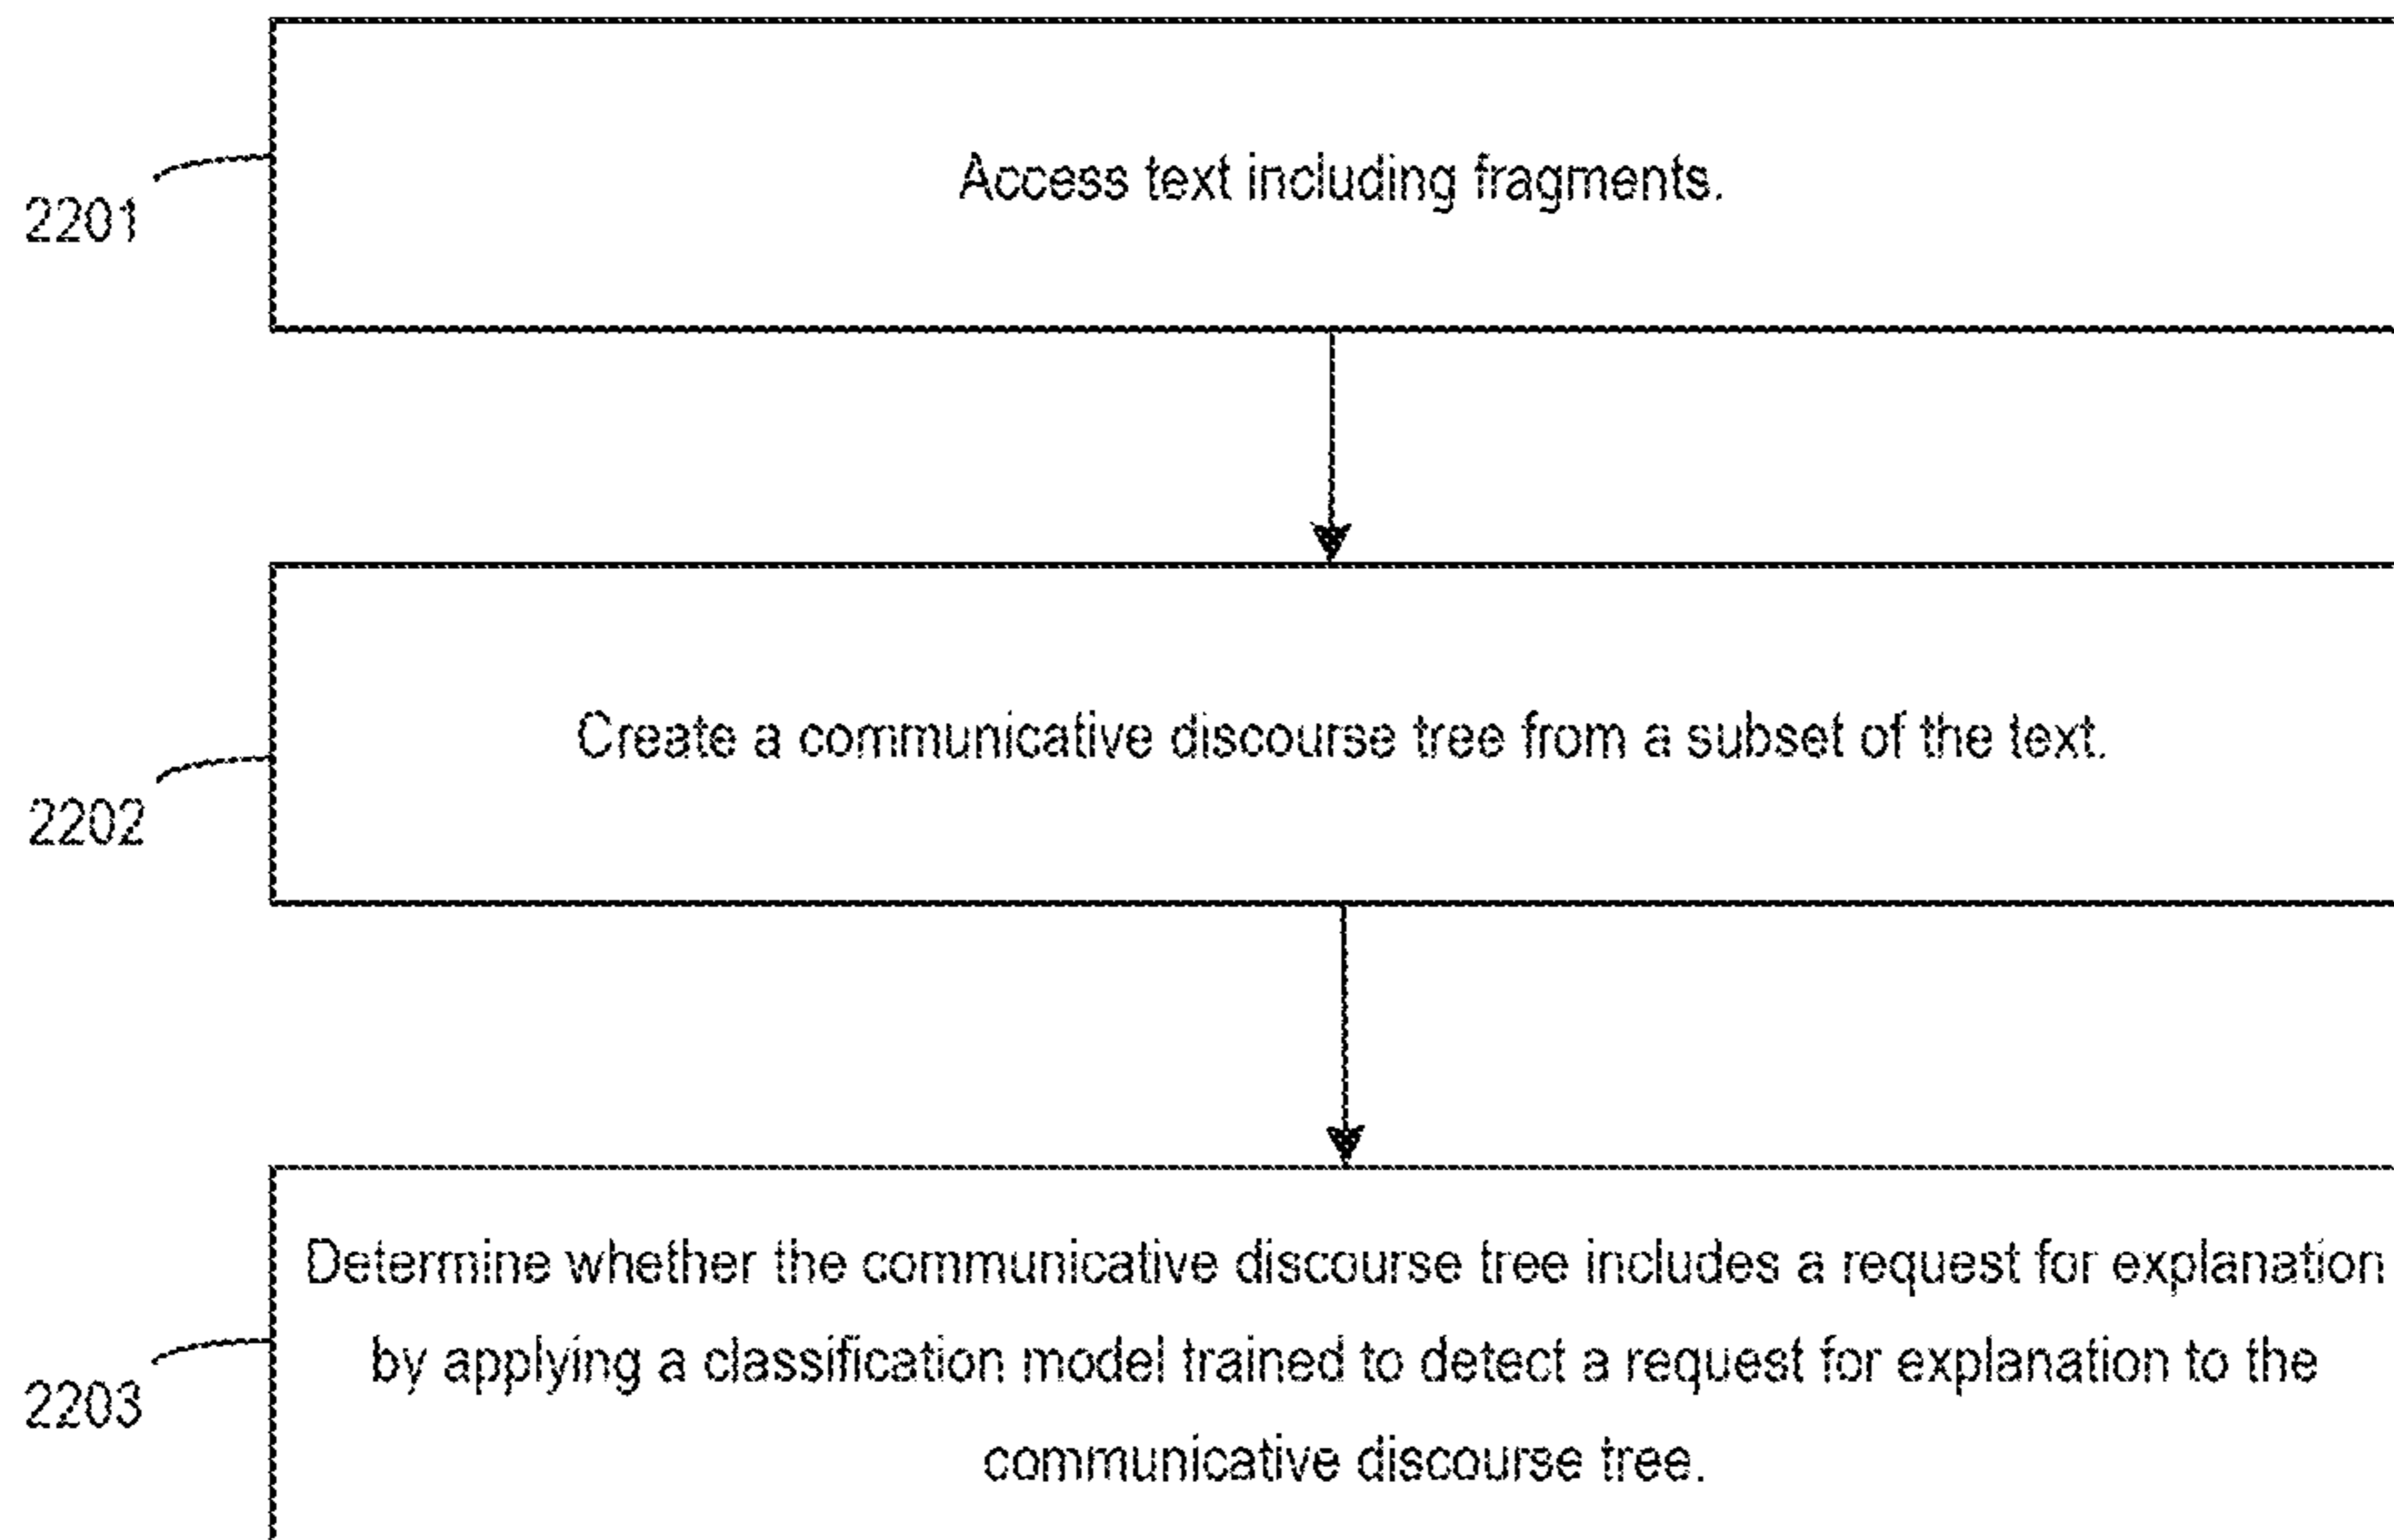 Access text including fragments.
2201
Create a communicative discourse tree from a subset of the text.
2202
Determine whether the communicative discourse tree includes a request for explanation
by applying a classification model trained to detect a request for explanation to the
2203
communicative discourse tree.